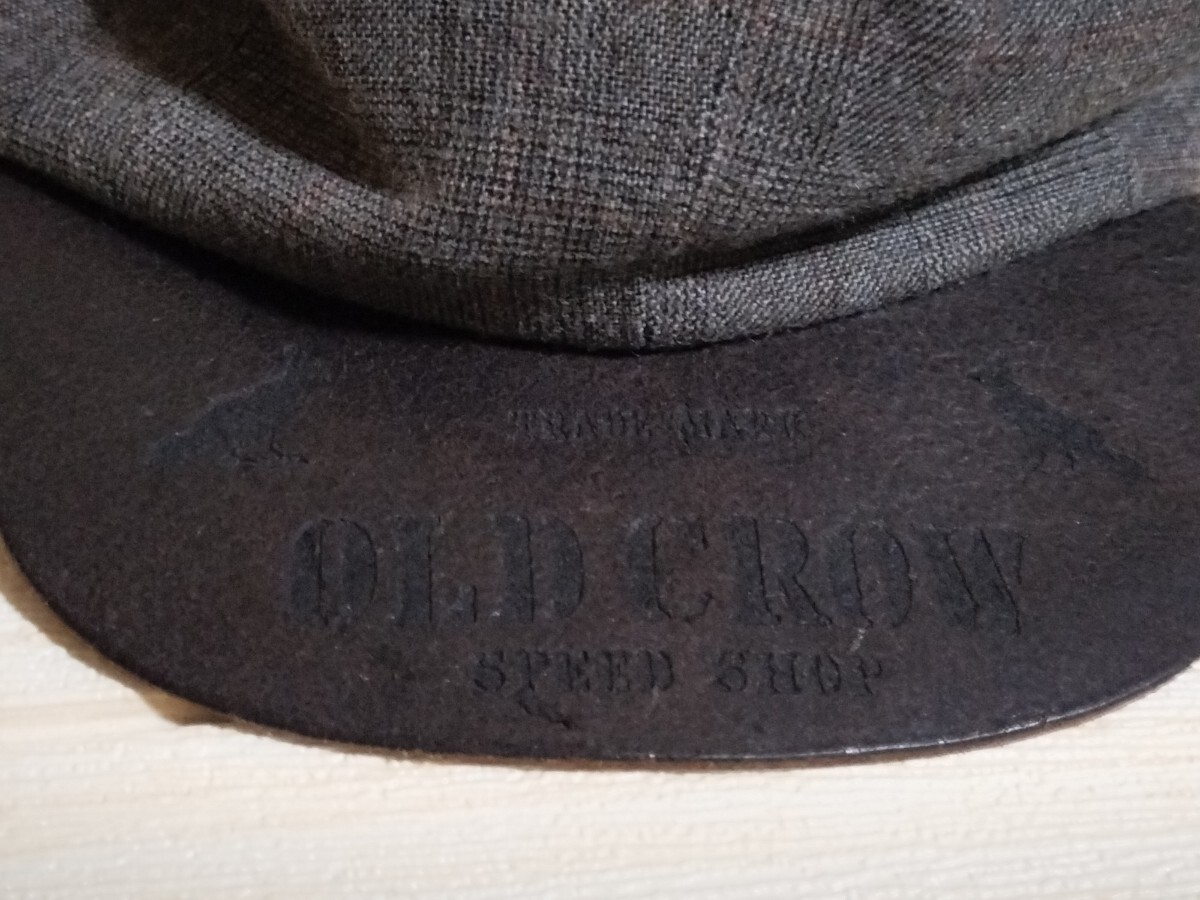 TRADE MARK
OLD CROW
SPEED SHOP